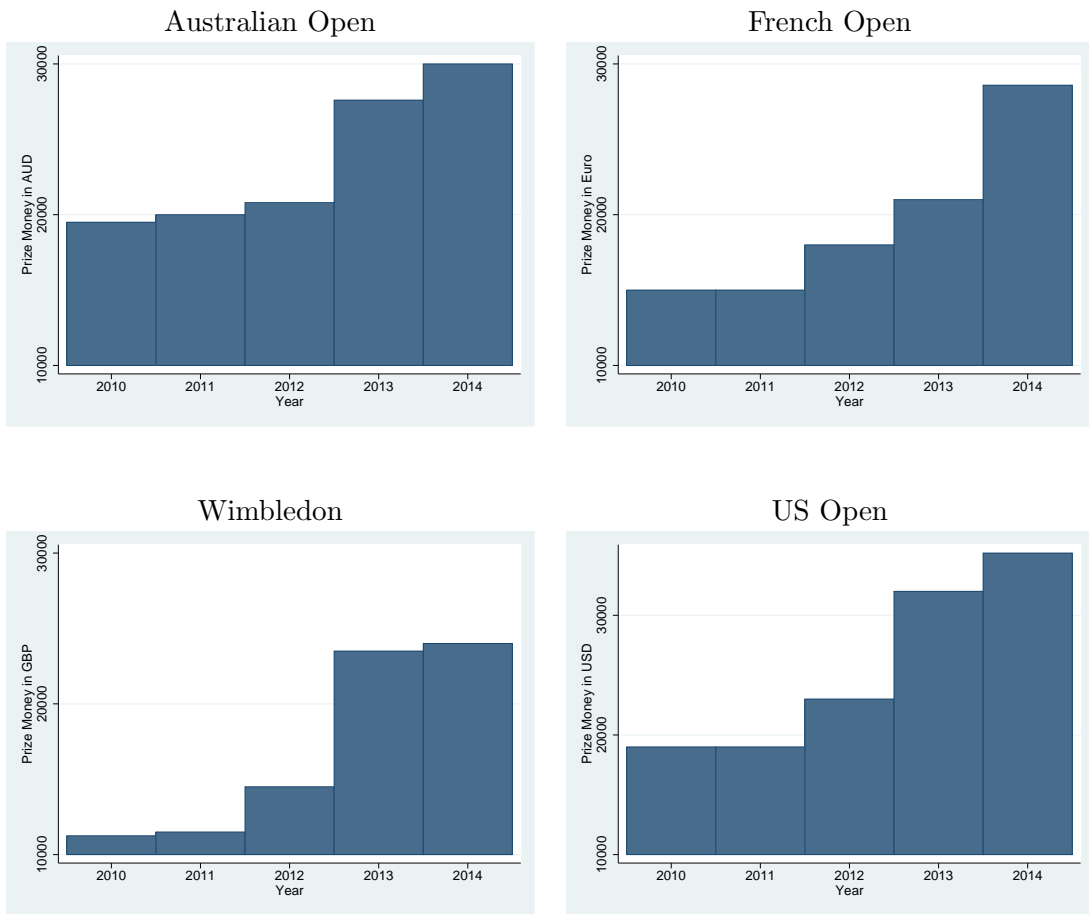 Australian Open
30000
20000
10000
Prize Money in AUD
2010 2011 2012 2013 2014
Year
French Open
30000
20000
10000
Prize Money in Euro
2010 2011 2012 2013 2014
Year
Wimbledon
30000
20000
10000
Prize Money in GBP
2010 2011 2012 2013 2014
Year
US Open
30000
20000
10000
Prize Money in USD
2010 2011 2012 2013 2014
Year